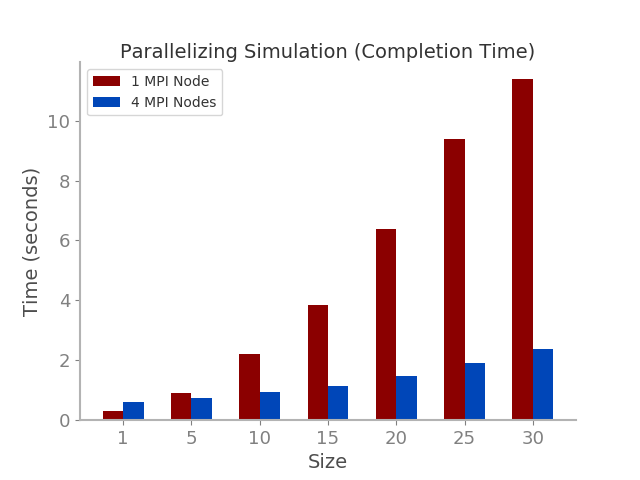 Parallelizing Simulation (Completion Time)
1 MPI Node
4 MPI Nodes
Time (seconds)
10
8
6
4
2
0
1 5 10 15 20 25 30
Size